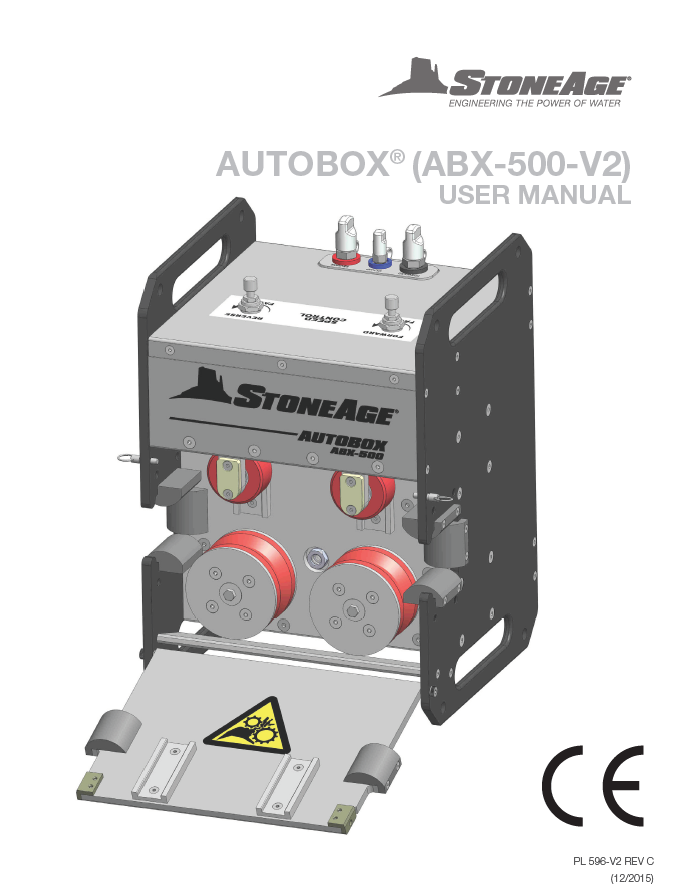 STONEAGE®
ENGINEERING THE POWER OF WATER
AUTOBOX® (ABX-500-V2)
USER MANUAL
REVERSE
SPEED
CONTROL
FORWARD
STONEAGE®
AUTOBOX
ABX-500
CE
PL 596-V2 REV C
(12/2015)